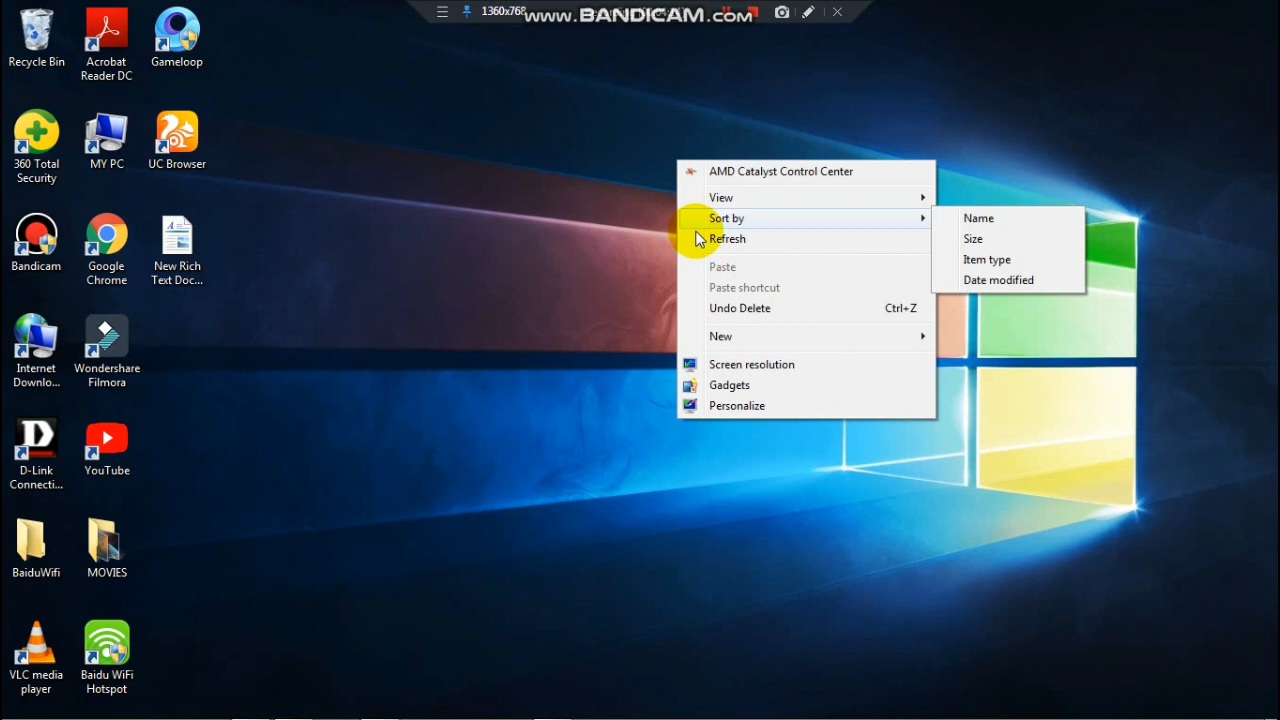 1360x768
www.BANDICAM.com
Recycle Bin
Acrobat
Reader DC
Gameloop
360 Total
Security
MY PC
UC Browser
Bandicam
Google
Chrome
New Rich
Text Doc...
Internet
Downlo...
Wondershare
Filmora
D-Link
Connecti...
YouTube
BaiduWifi
MOVIES
VLC media
player
Baidu WiFi
Hotspot
AMD Catalyst Control Center
View
Sort by
Refresh
Paste
Paste shortcut
Undo Delete Ctrl+Z
New
Screen resolution
Gadgets
Personalize
Name
Size
Item type
Date modified